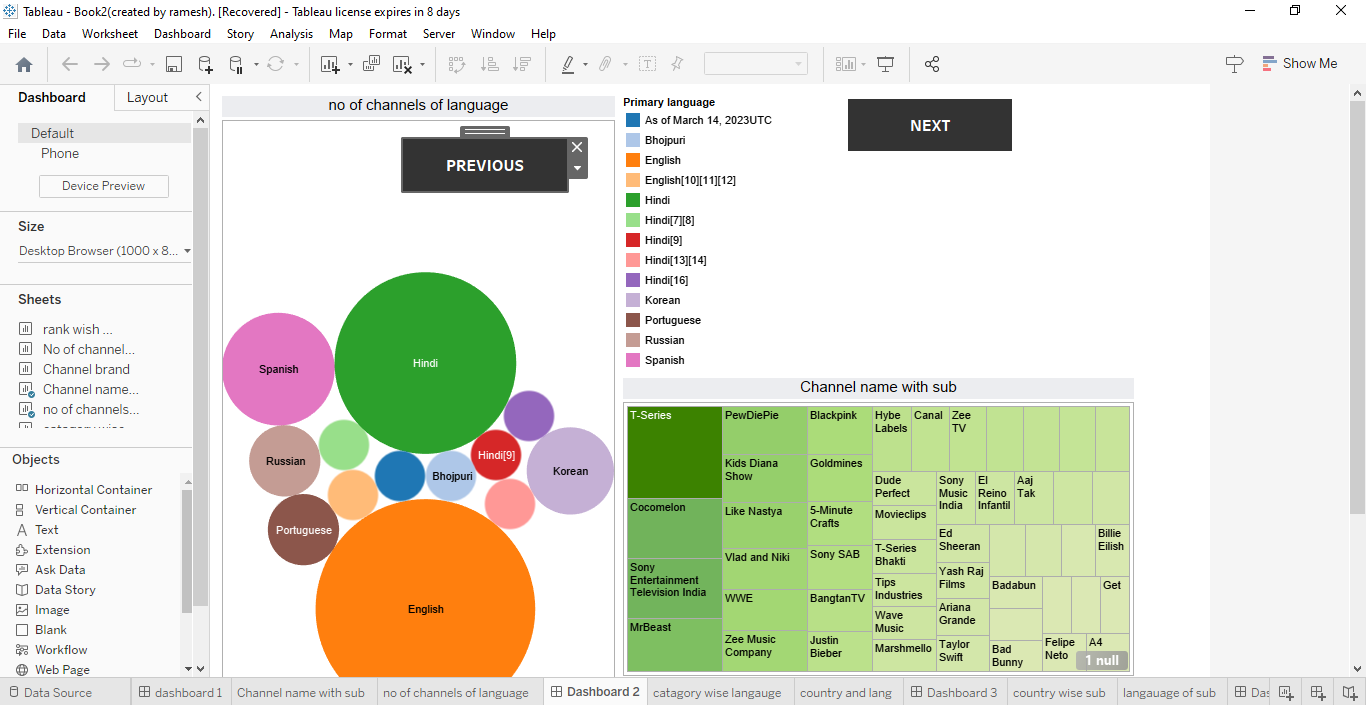 Tableau - Book2(created by ramesh). [Recovered] - Tableau license expires in 8 days
File Data Worksheet Dashboard Story Analysis Map Format Server Window Help
Show Me
Dashboard Layout
Default
Phone
Device Preview
Size
Desktop Browser (1000 x 8...
Sheets
rank wish ...
No of channel...
Channel brand
Channel name...
no of channels...
Objects
Horizontal Container
Vertical Container
Text
Extension
Ask Data
Data Story
Image
Blank
Workflow
Web Page
no of channels of language
PREVIOUS
Spanish
Hindi
Russian
Hindi[9]
Bhojpuri
Korean
Portuguese
English
Primary language
As of March 14, 2023UTC
Bhojpuri
English
English[10][11][12]
Hindi
Hindi[7][8]
Hindi[9]
Hindi[13][14]
Hindi[16]
Korean
Portuguese
Russian
Spanish
NEXT
Channel name with sub
T-Series
Cocomelon
Sony
Entertainment
Television India
MrBeast
PewDiePie
Kids Diana
Show
Like Nastya
Vlad and Niki
WWE
Zee Music
Company
Blackpink
Goldmines
5-Minute
Crafts
Sony SAB
BangtanTV
Justin
Bieber
Hybe
Labels
Canal
Zee
TV
Dude
Perfect
Movieclips
T-Series
Bhakti
Tips
Industries
Wave
Music
Marshmello
Sony
Music
India
El
Reino
Infantil
Aaj
Tak
Ed
Sheeran
Yash Raj
Films
Ariana
Grande
Taylor
Swift
Billie
Eilish
Badabun
Get
Bad
Bunny
Felipe
Neto
A4
1 null
Data Source dashboard 1 Channel name with sub no of channels of language Dashboard 2 catagory wise langauge country and lang Dashboard 3 country wise sub langauage of sub Das